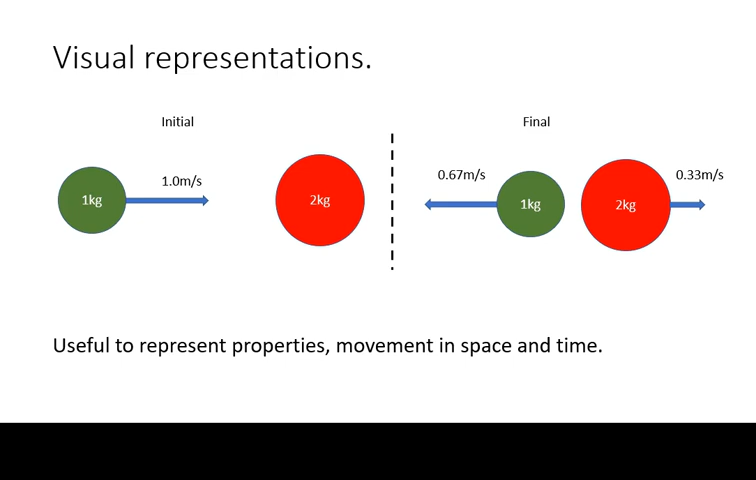 Visual representations.
Initial
Final
1.0m/s
0.67m/s
0.33m/s
1kg
2kg
1kg
2kg
Useful to represent properties, movement in space and time.